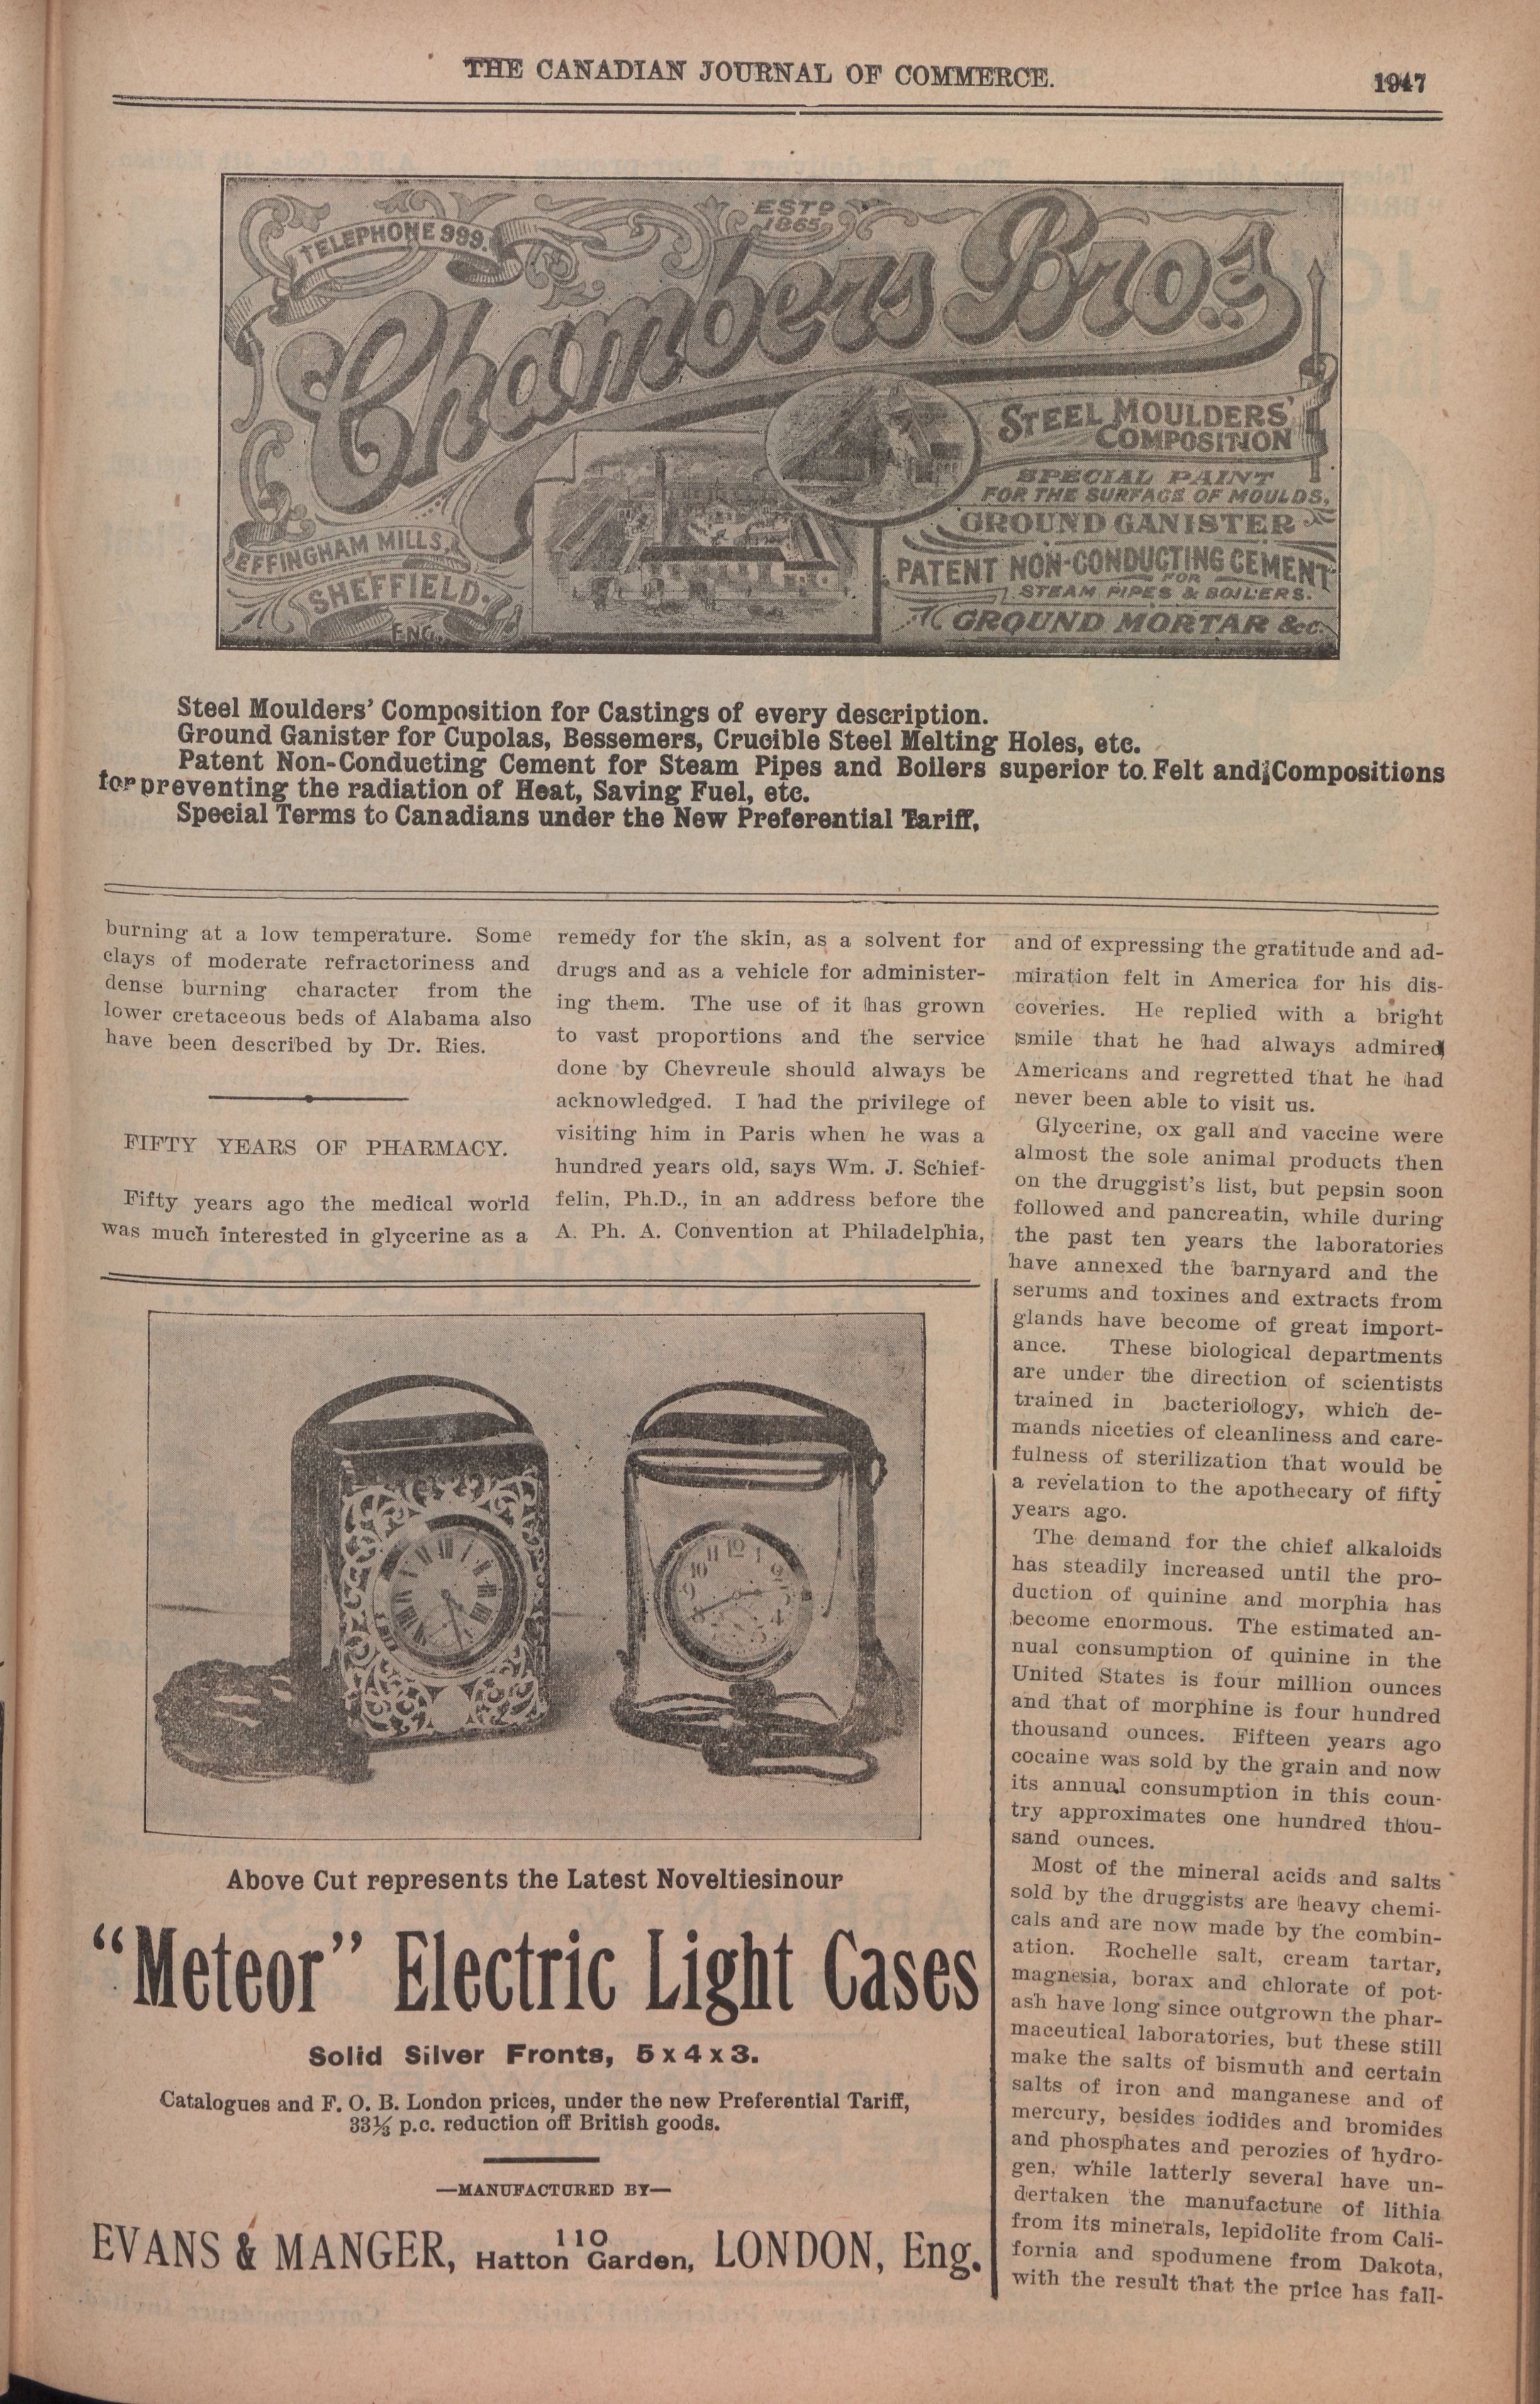 THE CANADIAN JOURNAL OF COMMERCE.
1947
TELEPHONE 999.
ESTD
1865
Chambers Bros.
STEEL MOULDERS'
COMPOSITION
SPECIAL PAINT
FOR THE SURFACE OF MOULDS.
GROUND GANISTER
PATENT NON-CONDUCTING CEMENT
FOR
STEAM PIPES & BOILERS.
GROUND MORTAR &c.
EFFINGHAM MILLS,
SHEFFIELD.
ENG.
Steel Moulders' Composition for Castings of every description.
Ground Ganister for Cupolas, Bessemers, Crucible Steel Melting Holes, etc.
Patent Non-Conducting Cement for Steam Pipes and Boilers superior to Felt and Compositions
for preventing the radiation of Heat, Saving Fuel, etc.
Special Terms to Canadians under the New Preferential Tariff,
burning at a low temperature. Some
clays of moderate refractoriness and
dense burning character from the
lower cretaceous beds of Alabama also
have been described by Dr. Ries.
FIFTY YEARS OF PHARMACY.
Fifty years ago the medical world
was much interested in glycerine as a
remedy for the skin, as a solvent for
drugs and as a vehicle for administer-
ing them. The use of it has grown
to vast proportions and the service
done by Chevreule should always be
acknowledged. I had the privilege of
visiting him in Paris when he was a
hundred years old, says Wm. J. Schief-
felin, Ph.D., in an address before the
A. Ph. A. Convention at Philadelphia,
and of expressing the gratitude and ad-
miration felt in America for his dis-
coveries. He replied with a bright
smile that he had always admired
Americans and regretted that he had
never been able to visit us.
Glycerine, ox gall and vaccine were
almost the sole animal products then
on the druggist's list, but pepsin soon
followed and pancreatin, while during
the past ten years the laboratories
have annexed the barnyard and the
serums and toxines and extracts from
glands have become of great import-
ance. These biological departments
are under the direction of scientists
trained in bacteriology, which de-
mands niceties of cleanliness and care-
fulness of sterilization that would be
a revelation to the apothecary of fifty
years ago.
The demand for the chief alkaloids
has steadily increased until the pro-
duction of quinine and morphia has
become enormous. The estimated an-
nual consumption of quinine in the
United States is four million ounces
and that of morphine is four hundred
thousand ounces. Fifteen years ago
cocaine was sold by the grain and now
its annual consumption in this coun-
try approximates one hundred thou-
sand ounces.
Most of the mineral acids and salts
sold by the druggists are heavy chemi-
cals and are now made by the combin-
ation. Rochelle salt, cream tartar,
magnesia, borax and chlorate of pot-
ash have long since outgrown the phar-
maceutical laboratories, but these still
make the salts of bismuth and certain
salts of iron and manganese and of
mercury, besides iodides and bromides
and phosphates and perozies of hydro-
gen, while latterly several have un-
dertaken the manufacture of lithia
from its minerals, lepidolite from Cali-
fornia and spodumene from Dakota,
with the result that the price has fall-
Above Cut represents the Latest Noveltiesinour
"Meteor" Electric Light Cases
Solid Silver Fronts, 5 x 4 x 3.
Catalogues and F. O. B. London prices, under the new Preferential Tariff,
33⅓ p.c. reduction off British goods.
—MANUFACTURED BY—
EVANS & MANGER, 110 Hatton Garden, LONDON, Eng.